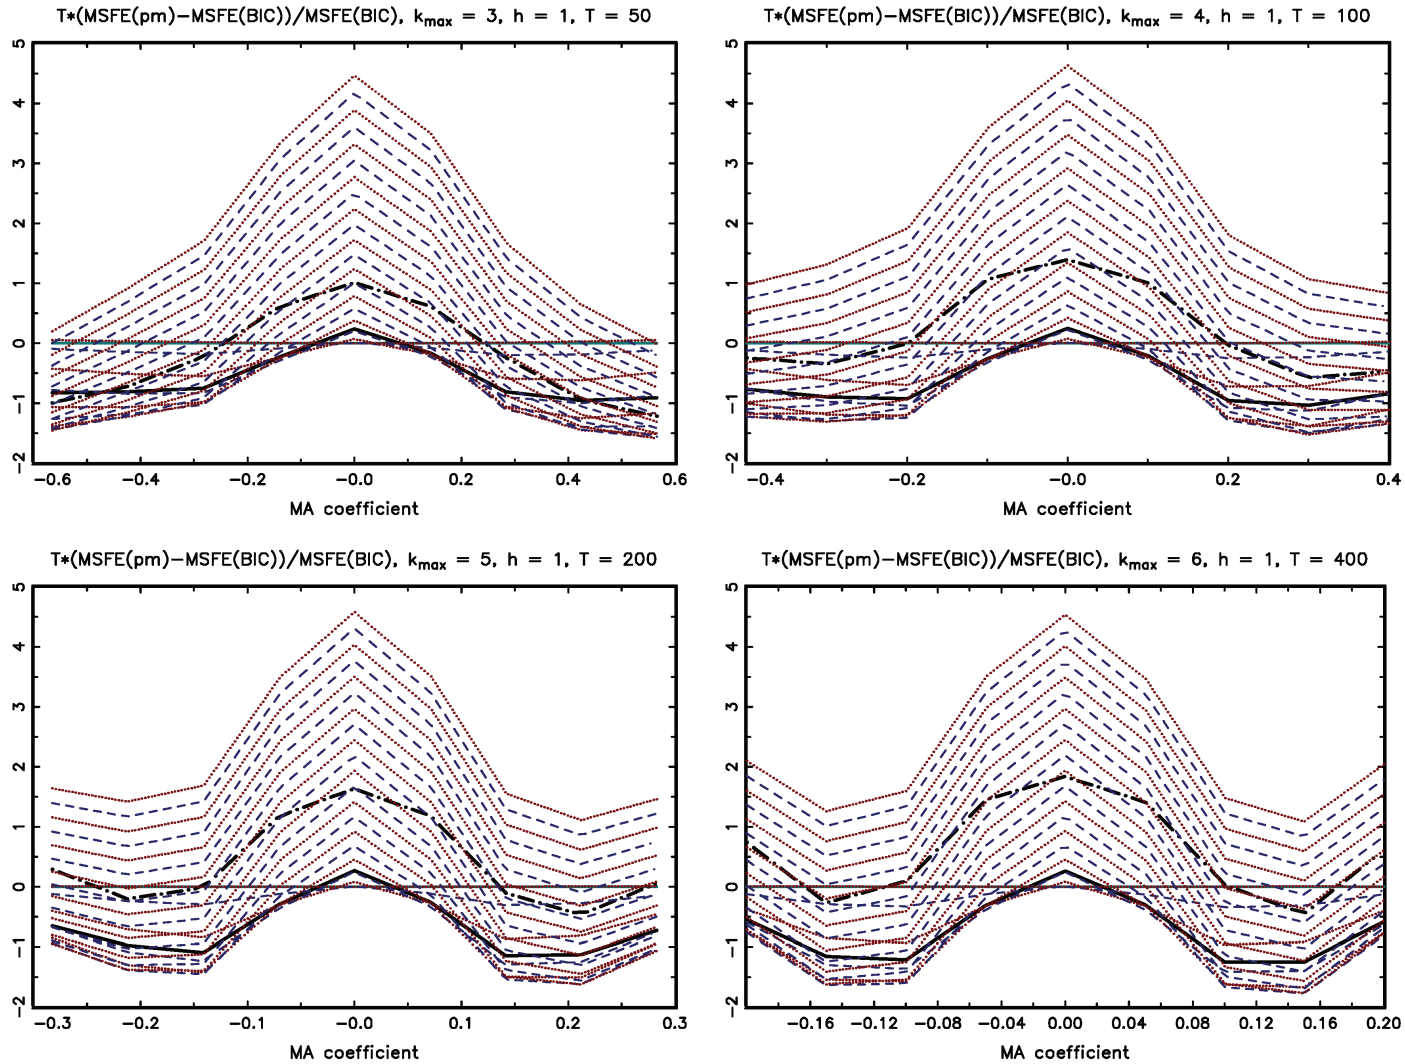 T*(MSFE(pm)−MSFE(BIC))/MSFE(BIC), kmax = 3, h = 1, T = 50
5
4
3
2
1
0
−1
−2
−0.6 −0.4 −0.2 −0.0 0.2 0.4 0.6
MA coefficient
T*(MSFE(pm)−MSFE(BIC))/MSFE(BIC), kmax = 4, h = 1, T = 100
5
4
3
2
1
0
−1
−2
−0.4 −0.2 −0.0 0.2 0.4
MA coefficient
T*(MSFE(pm)−MSFE(BIC))/MSFE(BIC), kmax = 5, h = 1, T = 200
5
4
3
2
1
0
−1
−2
−0.3 −0.2 −0.1 −0.0 0.1 0.2 0.3
MA coefficient
T*(MSFE(pm)−MSFE(BIC))/MSFE(BIC), kmax = 6, h = 1, T = 400
5
4
3
2
1
0
−1
−2
−0.16 −0.12 −0.08 −0.04 0.00 0.04 0.08 0.12 0.16 0.20
MA coefficient